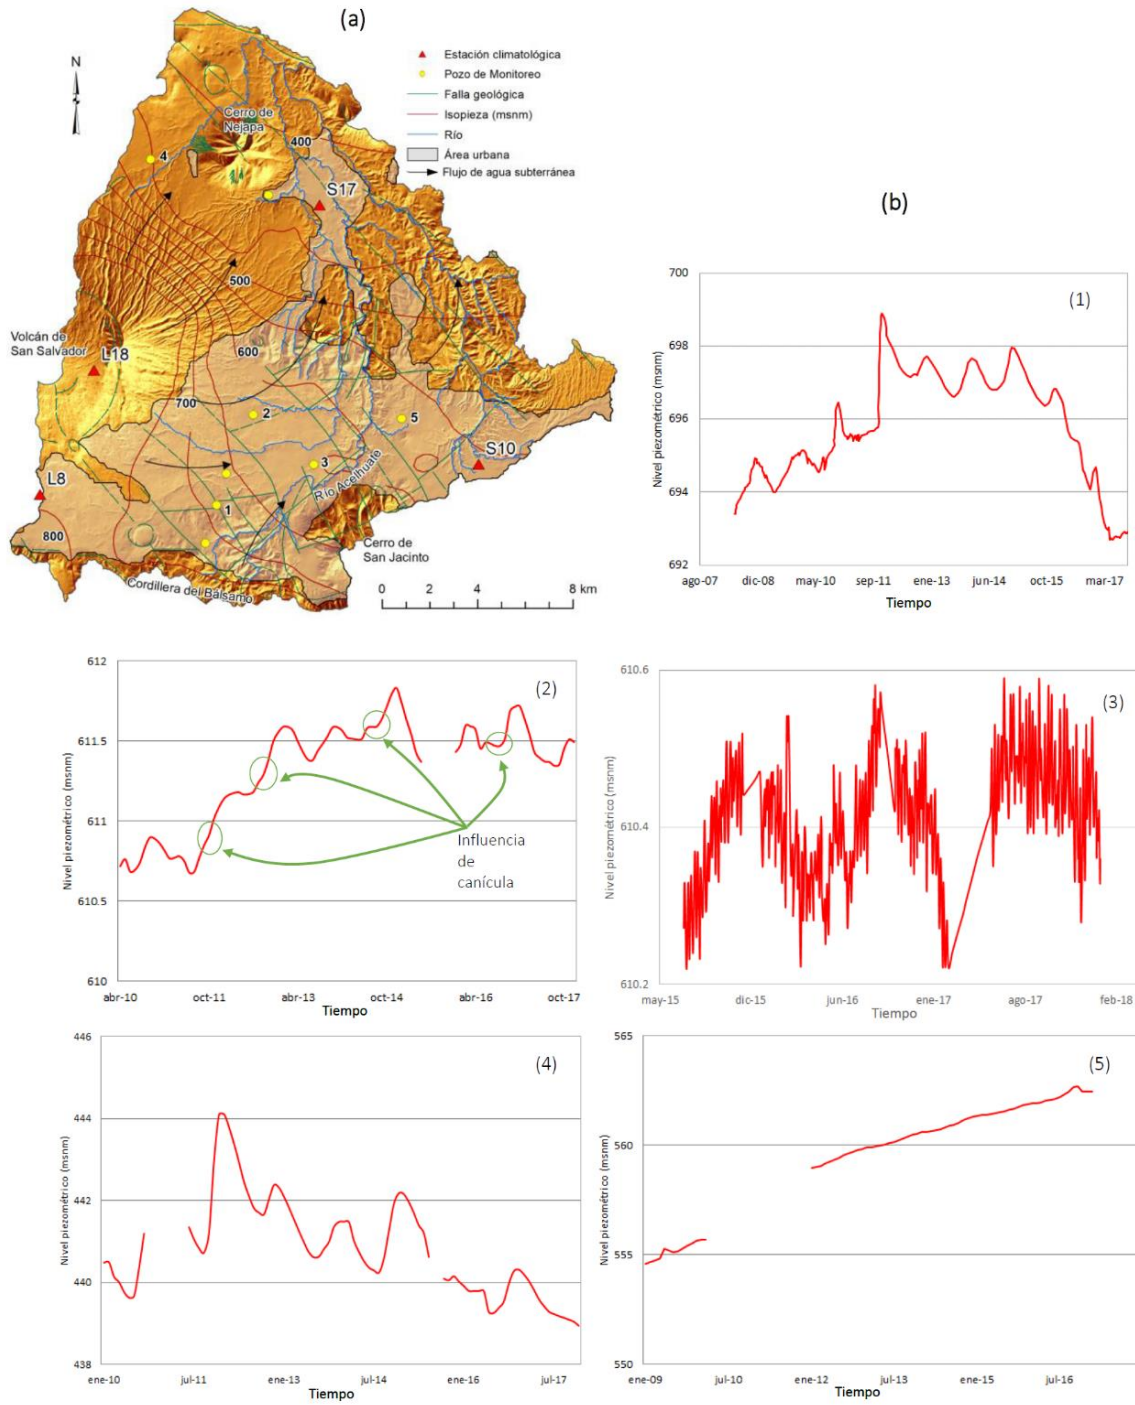 (a)
N
Estación climatológica
Pozo de Monitoreo
Falla geológica
Isopieza (msnm)
Río
Área urbana
Flujo de agua subterránea
Cerro de
Nejapa
400
4
S17
500
Volcán de
San Salvador
L18
600
700
2
5
3
S10
L8
Río Acelhuate
1
800
Cerro de
San Jacinto
Cordillera del Bálsamo
0 2 4 8 km
(b)
(1)
Nivel piezométrico (msnm)
700
698
696
694
692
ago-07 dic-08 may-10 sep-11 ene-13 jun-14 oct-15 mar-17
Tiempo
(2)
Nivel piezométrico (msnm)
612
611.5
611
610.5
610
Influencia
de
canícula
abr-10 oct-11 abr-13 oct-14 abr-16 oct-17
Tiempo
(3)
Nivel piezométrico (msnm)
610.6
610.4
610.2
may-15 dic-15 jun-16 ene-17 ago-17 feb-18
Tiempo
(4)
Nivel piezométrico (msnm)
446
444
442
440
438
ene-10 jul-11 ene-13 jul-14 ene-16 jul-17
Tiempo
(5)
Nivel piezométrico (msnm)
565
560
555
550
ene-09 jul-10 ene-12 jul-13 ene-15 jul-16
Tiempo